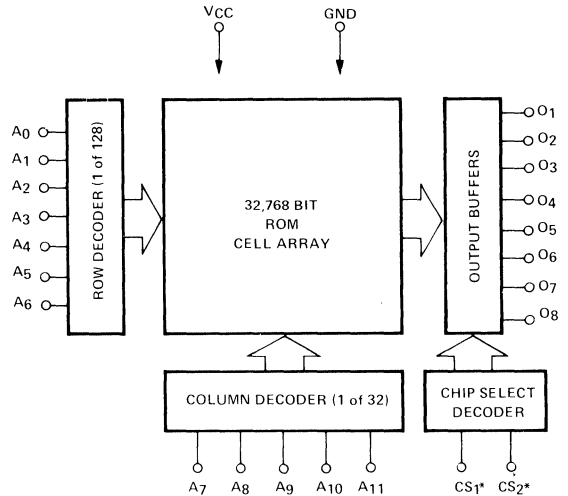 VCC
GND
A0
A1
A2
A3
A4
A5
A6
ROW DECODER (1 of 128)
32,768 BIT
ROM
CELL ARRAY
OUTPUT BUFFERS
O1
O2
O3
O4
O5
O6
O7
O8
COLUMN DECODER (1 of 32)
CHIP SELECT
DECODER
A7
A8
A9
A10
A11
CS1*
CS2*